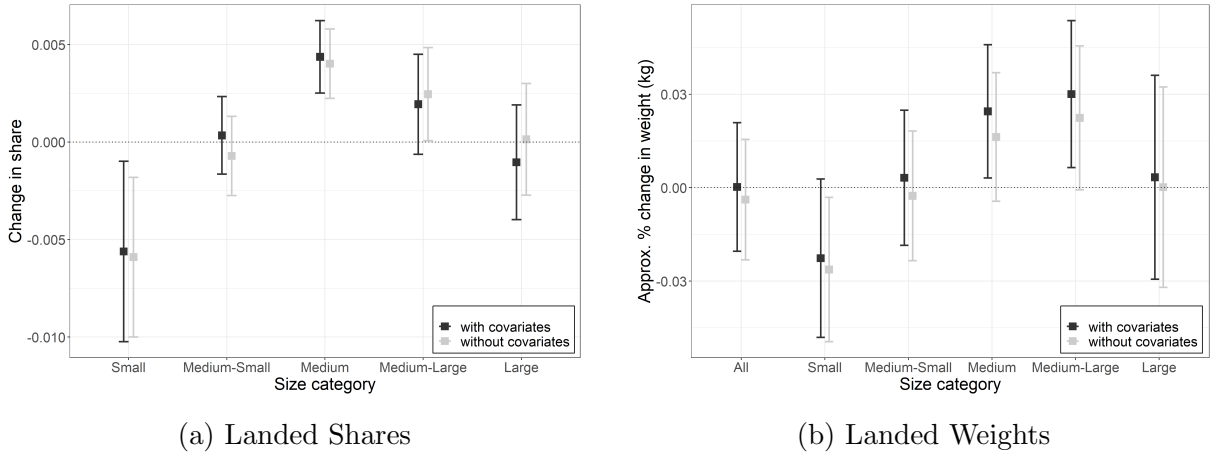 Change in share
0.005
0.000
-0.005
-0.010
with covariates
without covariates
Small Medium-Small Medium Medium-Large Large
Size category
(a) Landed Shares
Approx. % change in weight (kg)
0.03
0.00
-0.03
with covariates
without covariates
All Small Medium-Small Medium Medium-Large Large
Size category
(b) Landed Weights